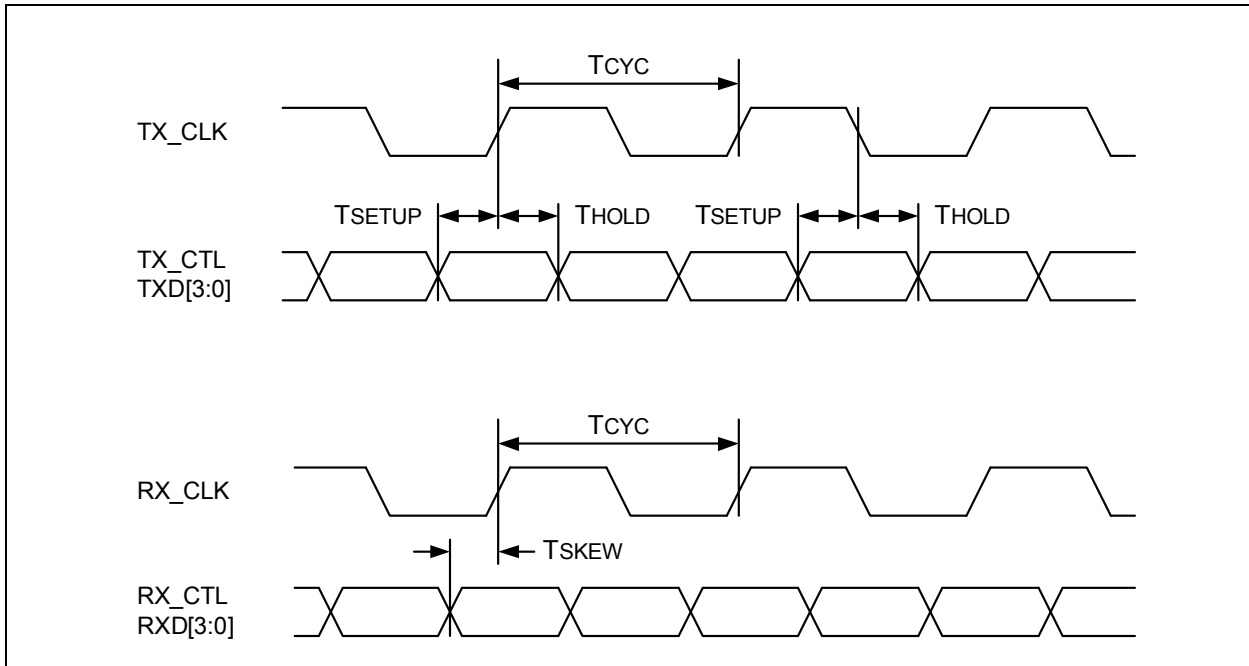 TCYC
TX_CLK
TSETUP THOLD TSETUP THOLD
TX_CTL
TXD[3:0]
TCYC
RX_CLK
TSKEW
RX_CTL
RXD[3:0]